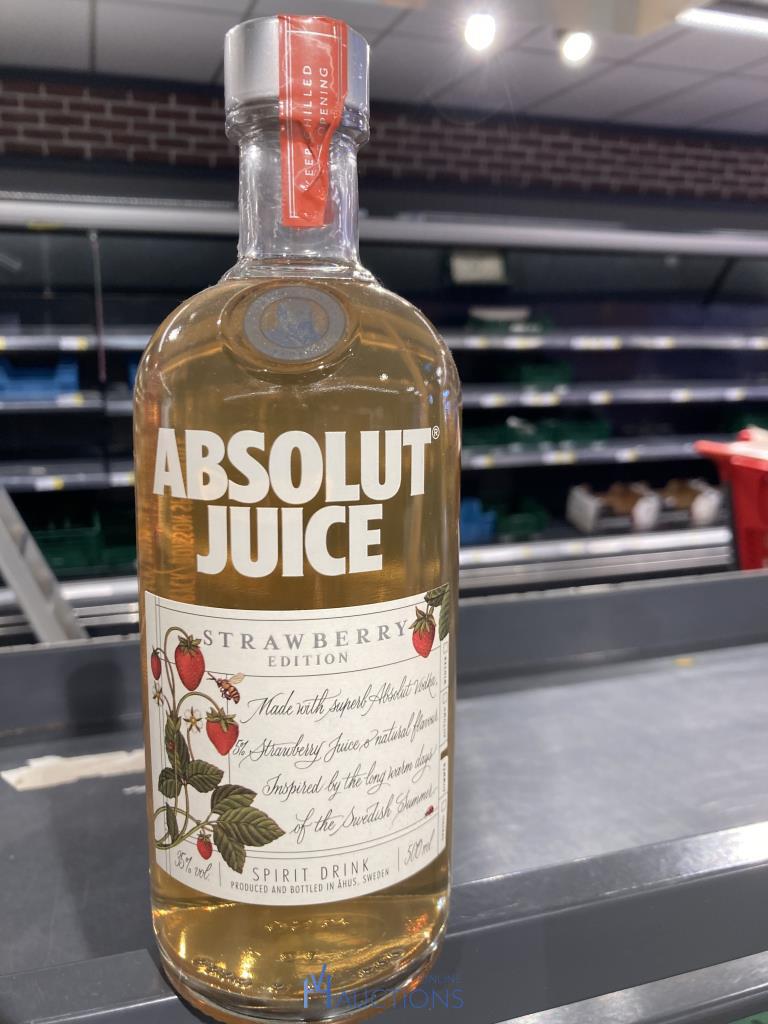 KEEP CHILLED
OPENING
ABSOLUT®
JUICE
STRAWBERRY
EDITION
Made with superb Absolut Vodka,
5% Strawberry Juice & natural flavour.
Inspired by the long warm days
of the Swedish Summer.
35% vol.
SPIRIT DRINK
500 ml
PRODUCED AND BOTTLED IN ÅHUS, SWEDEN
ONLINE
AUCTIONS